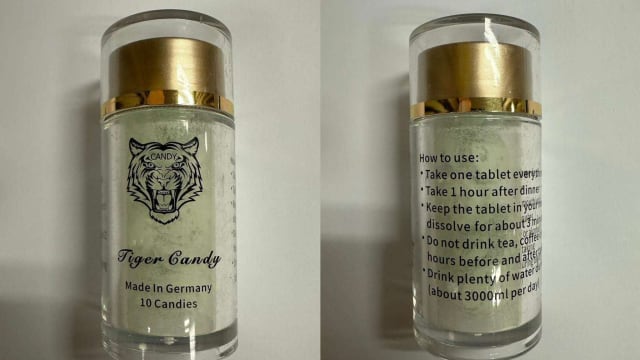 CANDY
Tiger Candy
Made In Germany
10 Candies
How to use:
• Take one tablet
• Take 1 hour after dinner
• Keep the tablet in your
dissolve for about 3
• Do not drink tea, coffee
hours before and after
• Drink plenty of water
(about 3000ml per day)